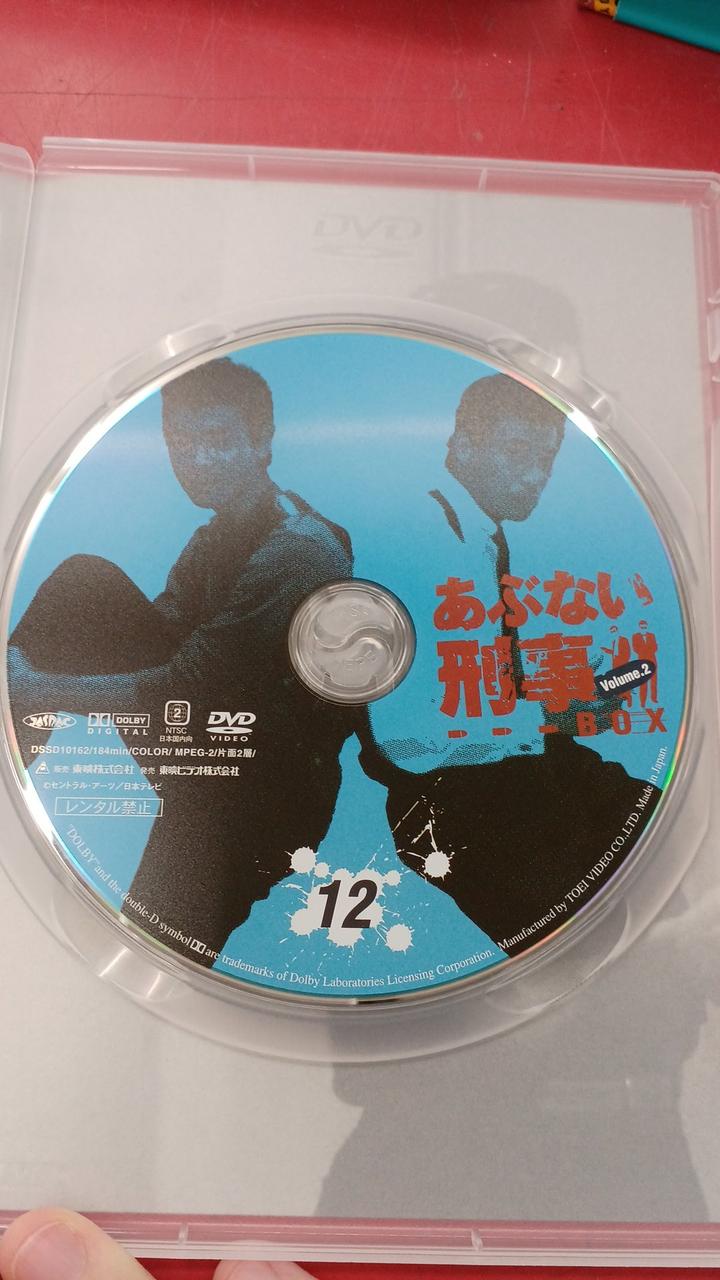 DVD
あぶない
刑事
Volume.2
BOX
JASRAC
DOLBY
DIGITAL
2
NTSC
日本国内向
DVD
VIDEO
DSSD10162/184min/COLOR/ MPEG-2/片面2層/
販売 東映株式会社 発売 東映ビデオ株式会社
©セントラル・アーツ/日本テレビ
レンタル禁止
12
"DOLBY" and the double-D symbol are trademarks of Dolby Laboratories Licensing Corporation. Manufactured by TOEI VIDEO CO.,LTD. Made in Japan.